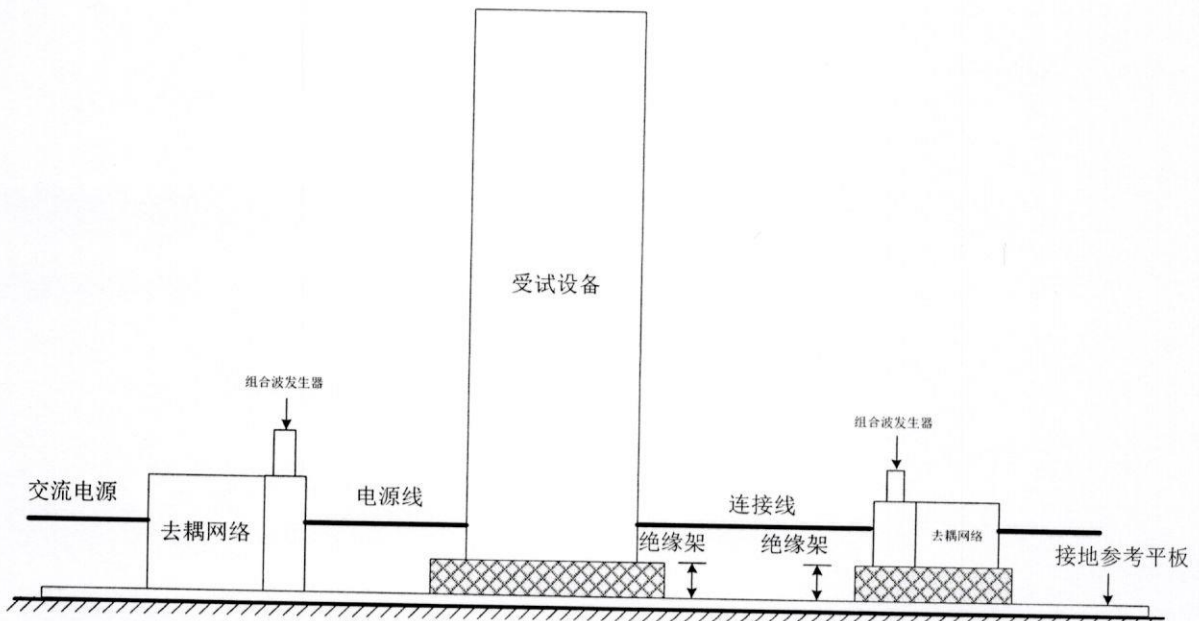 受试设备
组合波发生器
组合波发生器
交流电源
电源线
连接线
去耦网络
绝缘架
绝缘架
去耦网络
接地参考平板